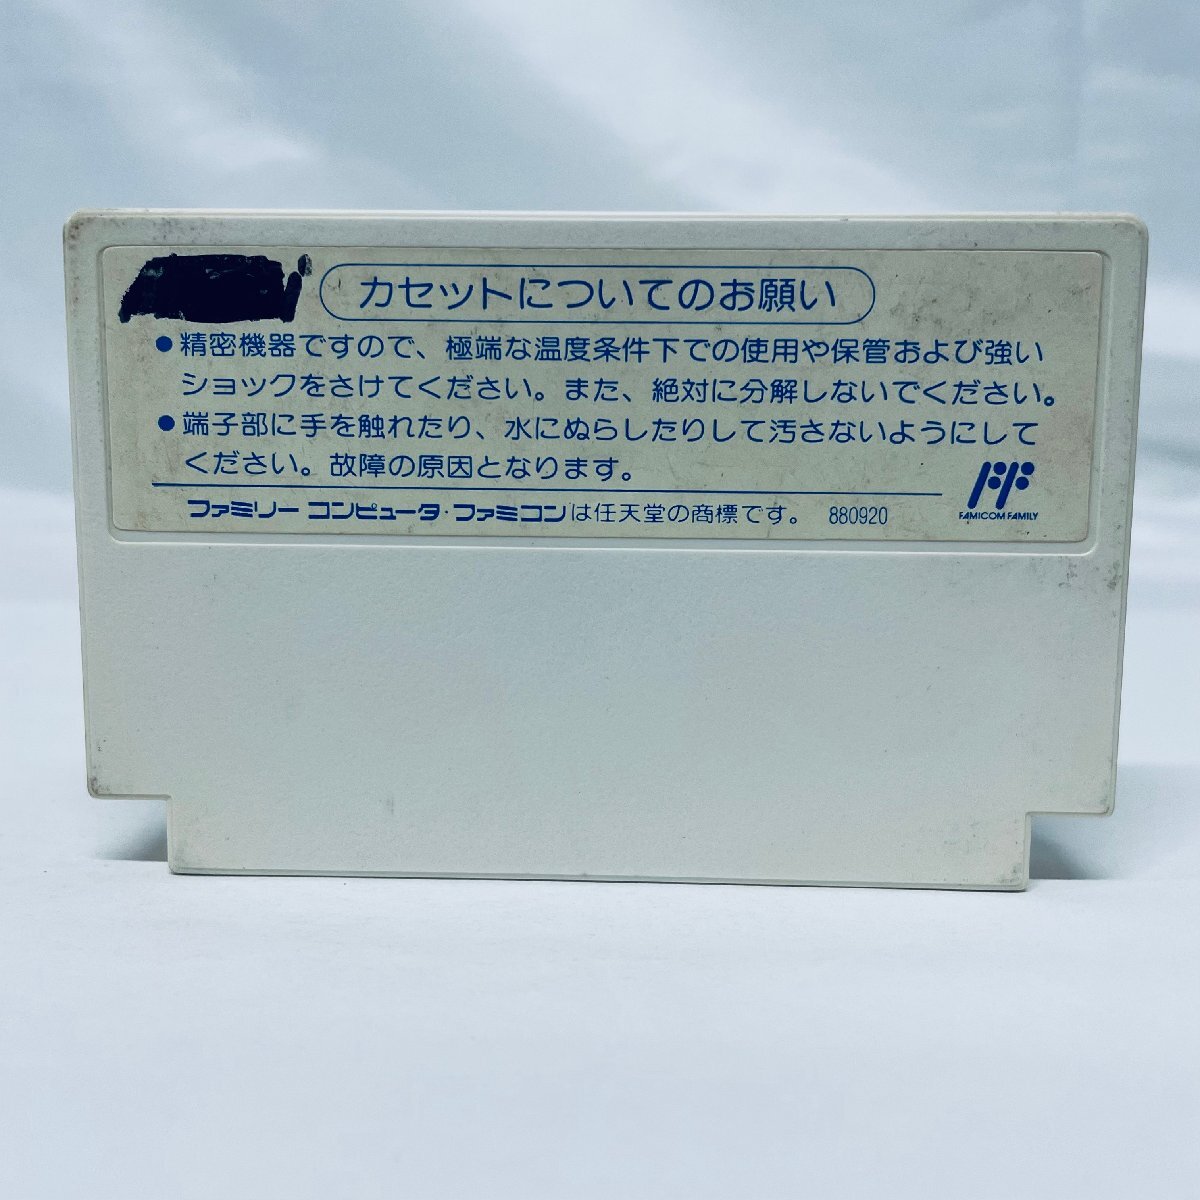 カセットについてのお願い
●精密機器ですので、極端な温度条件下での使用や保管および強い
ショックをさけてください。また、絶対に分解しないでください。
●端子部に手を触れたり、水にぬらしたりして汚さないようにして
ください。故障の原因となります。
ファミリー コンピュータ・ファミコンは任天堂の商標です。 880920
FAMICOM FAMILY